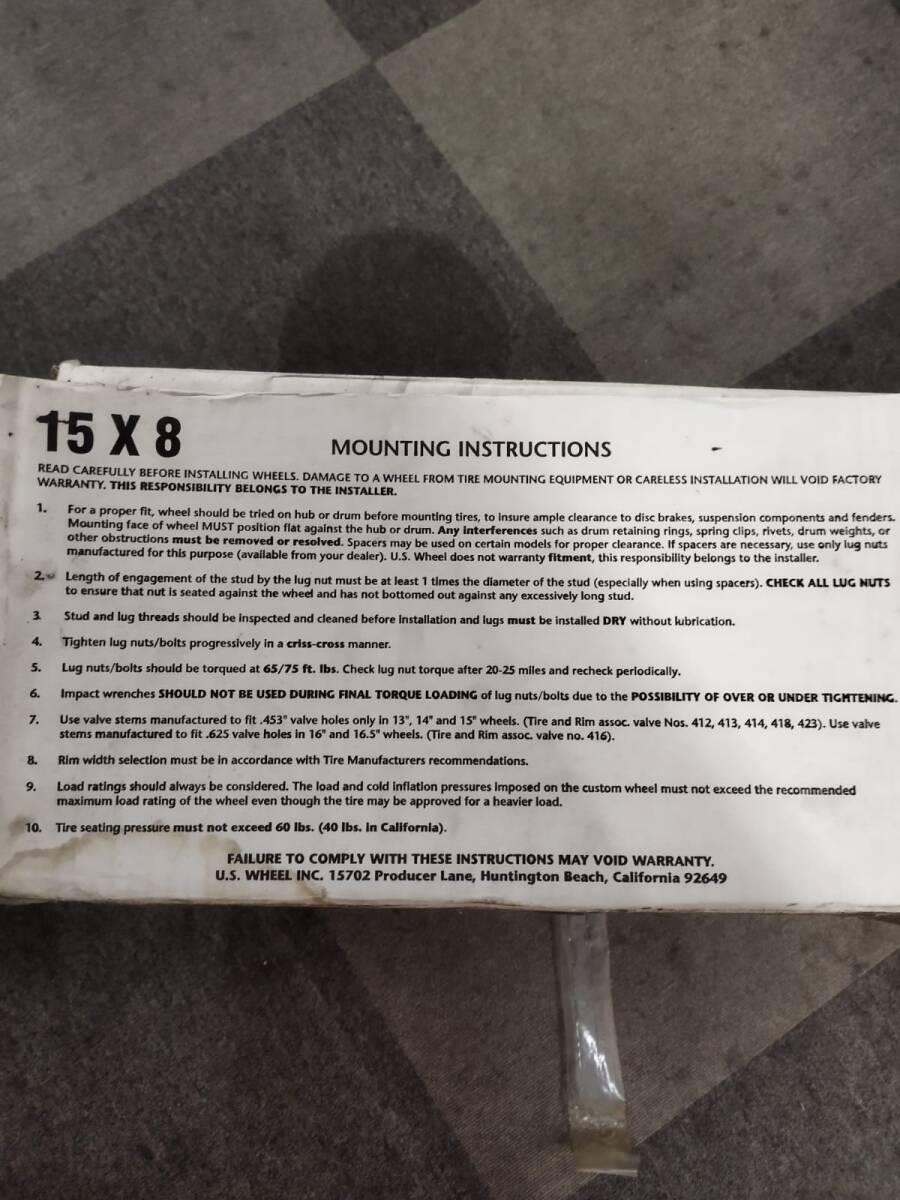 15 X 8
MOUNTING INSTRUCTIONS
READ CAREFULLY BEFORE INSTALLING WHEELS. DAMAGE TO A WHEEL FROM TIRE MOUNTING EQUIPMENT OR CARELESS INSTALLATION WILL VOID FACTORY
WARRANTY. THIS RESPONSIBILITY BELONGS TO THE INSTALLER.
1. For a proper fit, wheel should be tried on hub or drum before mounting tires, to insure ample clearance to disc brakes, suspension components and fenders.
Mounting face of wheel MUST position flat against the hub or drum. Any interferences such as drum retaining rings, spring clips, rivets, drum weights, or
other obstructions must be removed or resolved. Spacers may be used on certain models for proper clearance. If spacers are necessary, use only lug nuts
manufactured for this purpose (available from your dealer). U.S. Wheel does not warranty fitment, this responsibility belongs to the installer.
2. Length of engagement of the stud by the lug nut must be at least 1 times the diameter of the stud (especially when using spacers). CHECK ALL LUG NUTS
to ensure that nut is seated against the wheel and has not bottomed out against any excessively long stud.
3. Stud and lug threads should be inspected and cleaned before installation and lugs must be installed DRY without lubrication.
4. Tighten lug nuts/bolts progressively in a criss-cross manner.
5. Lug nuts/bolts should be torqued at 65/75 ft. lbs. Check lug nut torque after 20-25 miles and recheck periodically.
6. Impact wrenches SHOULD NOT BE USED DURING FINAL TORQUE LOADING of lug nuts/bolts due to the POSSIBILITY OF OVER OR UNDER TIGHTENING.
7. Use valve stems manufactured to fit .453" valve holes only in 13", 14" and 15" wheels. (Tire and Rim assoc. valve Nos. 412, 413, 414, 418, 423). Use valve
stems manufactured to fit .625 valve holes in 16" and 16.5" wheels. (Tire and Rim assoc. valve no. 416).
8. Rim width selection must be in accordance with Tire Manufacturers recommendations.
9. Load ratings should always be considered. The load and cold inflation pressures imposed on the custom wheel must not exceed the recommended
maximum load rating of the wheel even though the tire may be approved for a heavier load.
10. Tire seating pressure must not exceed 60 lbs. (40 lbs. in California).
FAILURE TO COMPLY WITH THESE INSTRUCTIONS MAY VOID WARRANTY.
U.S. WHEEL INC. 15702 Producer Lane, Huntington Beach, California 92649